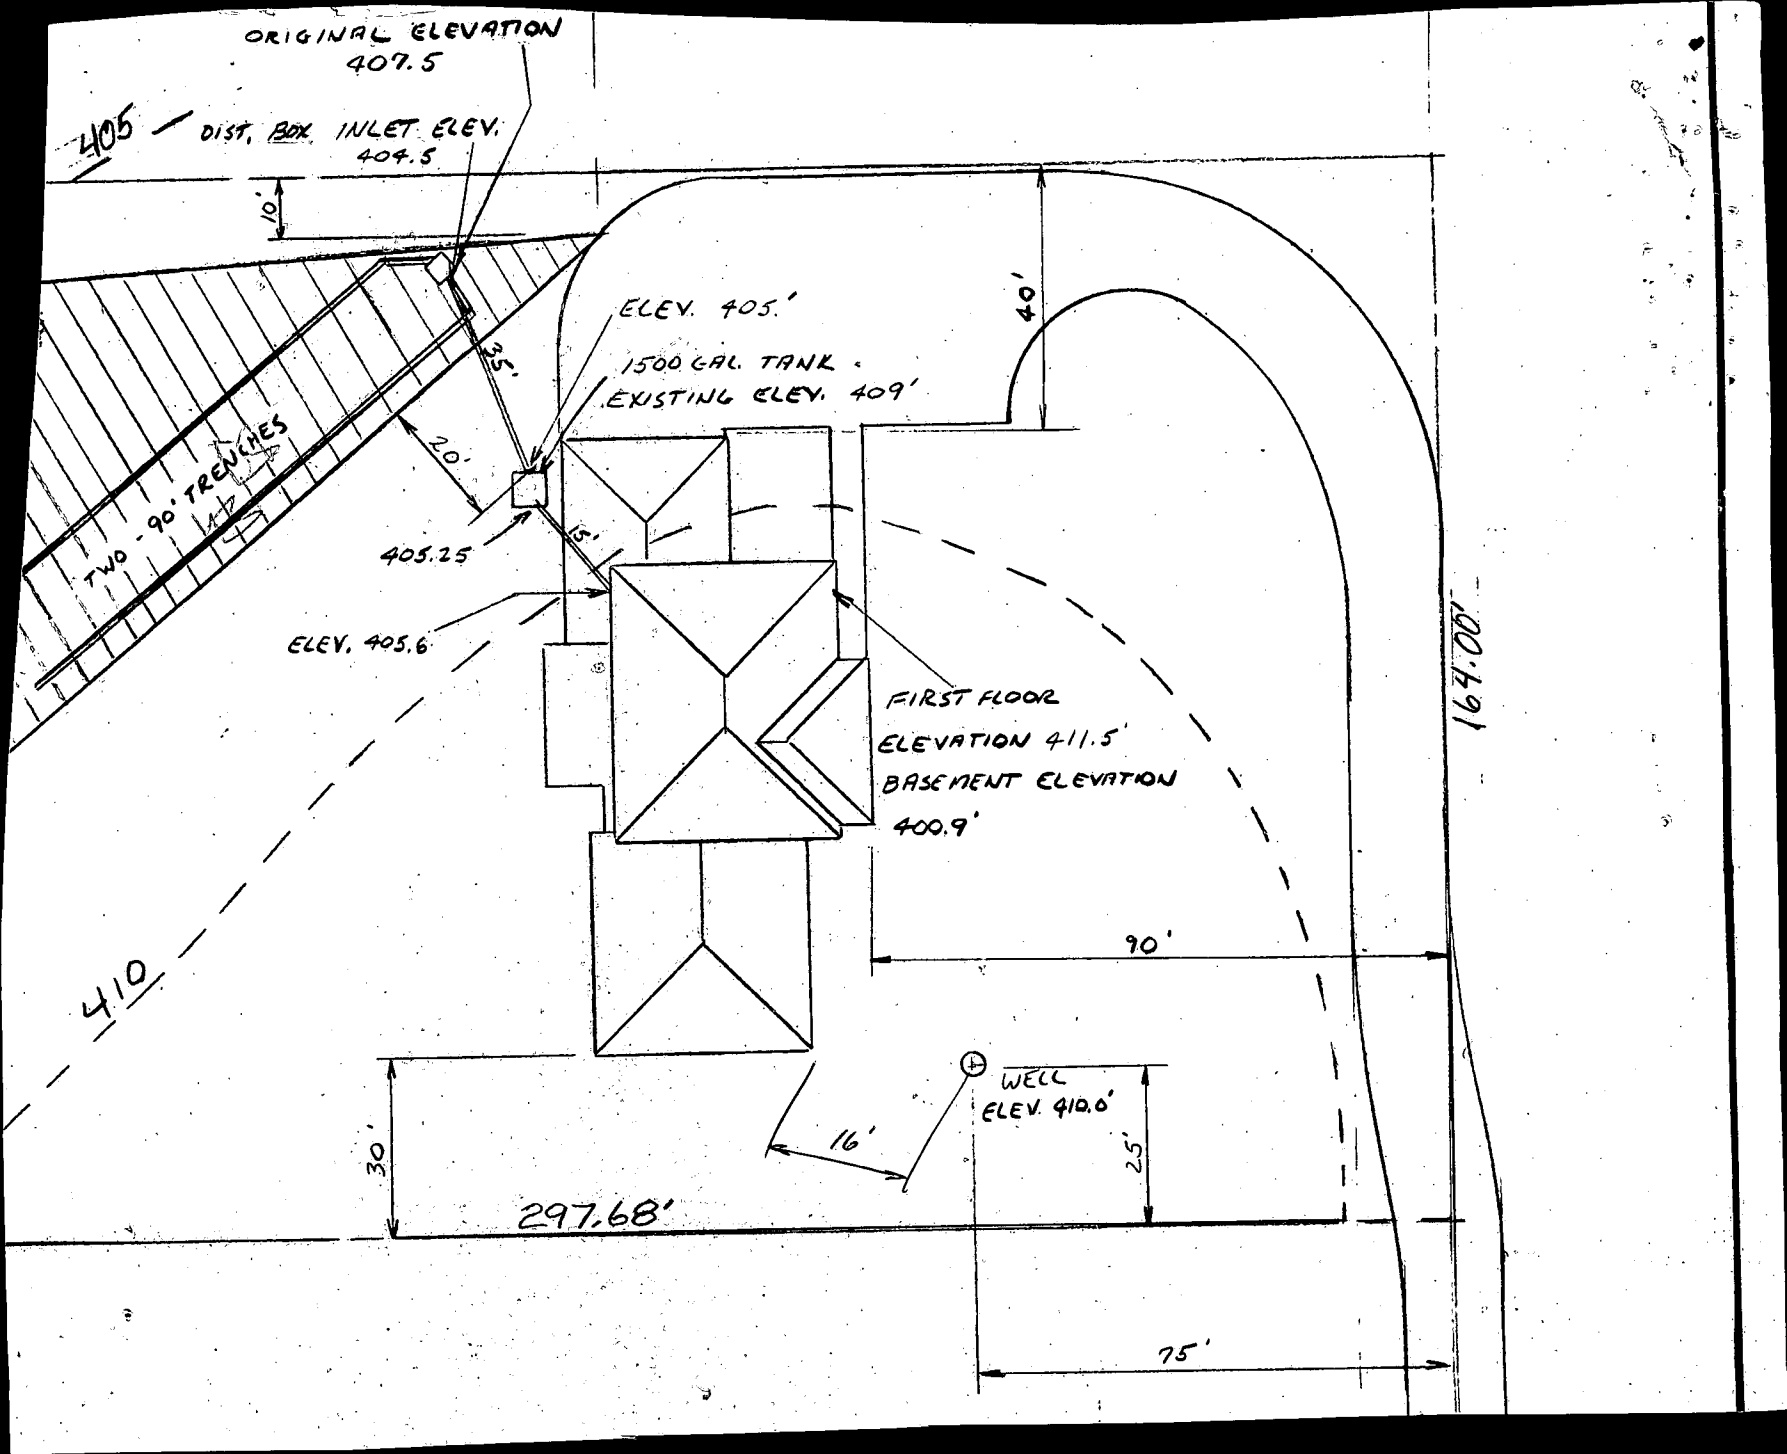 ORIGINAL ELEVATION
407.5
405
DIST. BOX INLET ELEV.
404.5
10'
40'
ELEV. 405.'
1500 GAL. TANK
EXISTING ELEV. 409'
35'
20'
TWO - 90' TRENCHES
15'
405.25
ELEV. 405.6
164.00'
FIRST FLOOR
ELEVATION 411.5'
BASEMENT ELEVATION
400.9'
90'
410
WELL
ELEV. 410.0'
16'
30'
25'
297.68'
75'